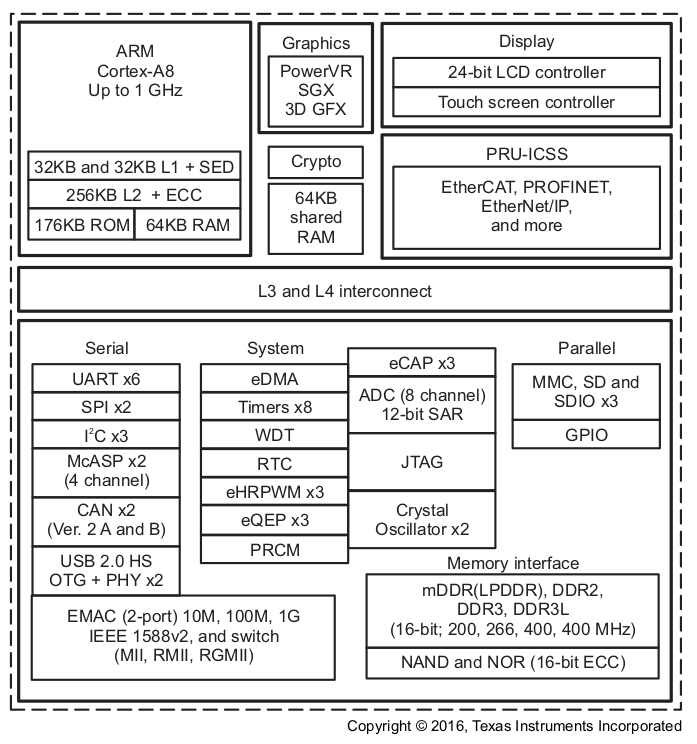 ARM
Cortex-A8
Up to 1 GHz
32KB and 32KB L1 + SED
256KB L2 + ECC
176KB ROM
64KB RAM
Graphics
PowerVR
SGX
3D GFX
Crypto
64KB
shared
RAM
Display
24-bit LCD controller
Touch screen controller
PRU-ICSS
EtherCAT, PROFINET,
EtherNet/IP,
and more
L3 and L4 interconnect
Serial
UART x6
SPI x2
I²C x3
McASP x2
(4 channel)
CAN x2
(Ver. 2 A and B)
USB 2.0 HS
OTG + PHY x2
EMAC (2-port) 10M, 100M, 1G
IEEE 1588v2, and switch
(MII, RMII, RGMII)
System
eDMA
Timers x8
WDT
RTC
eHRPWM x3
eQEP x3
PRCM
eCAP x3
ADC (8 channel)
12-bit SAR
JTAG
Crystal
Oscillator x2
Parallel
MMC, SD and
SDIO x3
GPIO
Memory interface
mDDR(LPDDR), DDR2,
DDR3, DDR3L
(16-bit; 200, 266, 400, 400 MHz)
NAND and NOR (16-bit ECC)
Copyright © 2016, Texas Instruments Incorporated